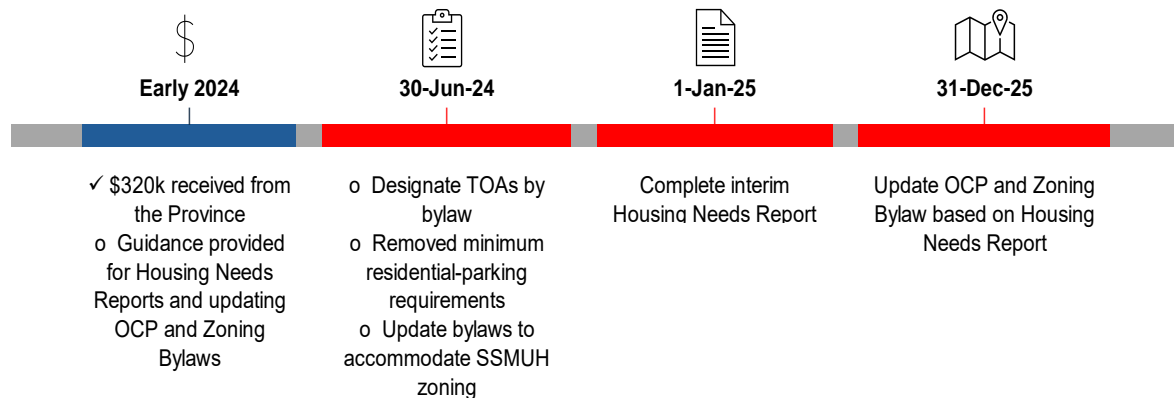 Early 2024
✓ $320k received from
the Province
o Guidance provided
for Housing Needs
Reports and updating
OCP and Zoning
Bylaws
30-Jun-24
o Designate TOAs by
bylaw
o Removed minimum
residential-parking
requirements
o Update bylaws to
accommodate SSMUH
zoning
1-Jan-25
Complete interim
Housing Needs Report
31-Dec-25
Update OCP and Zoning
Bylaw based on Housing
Needs Report